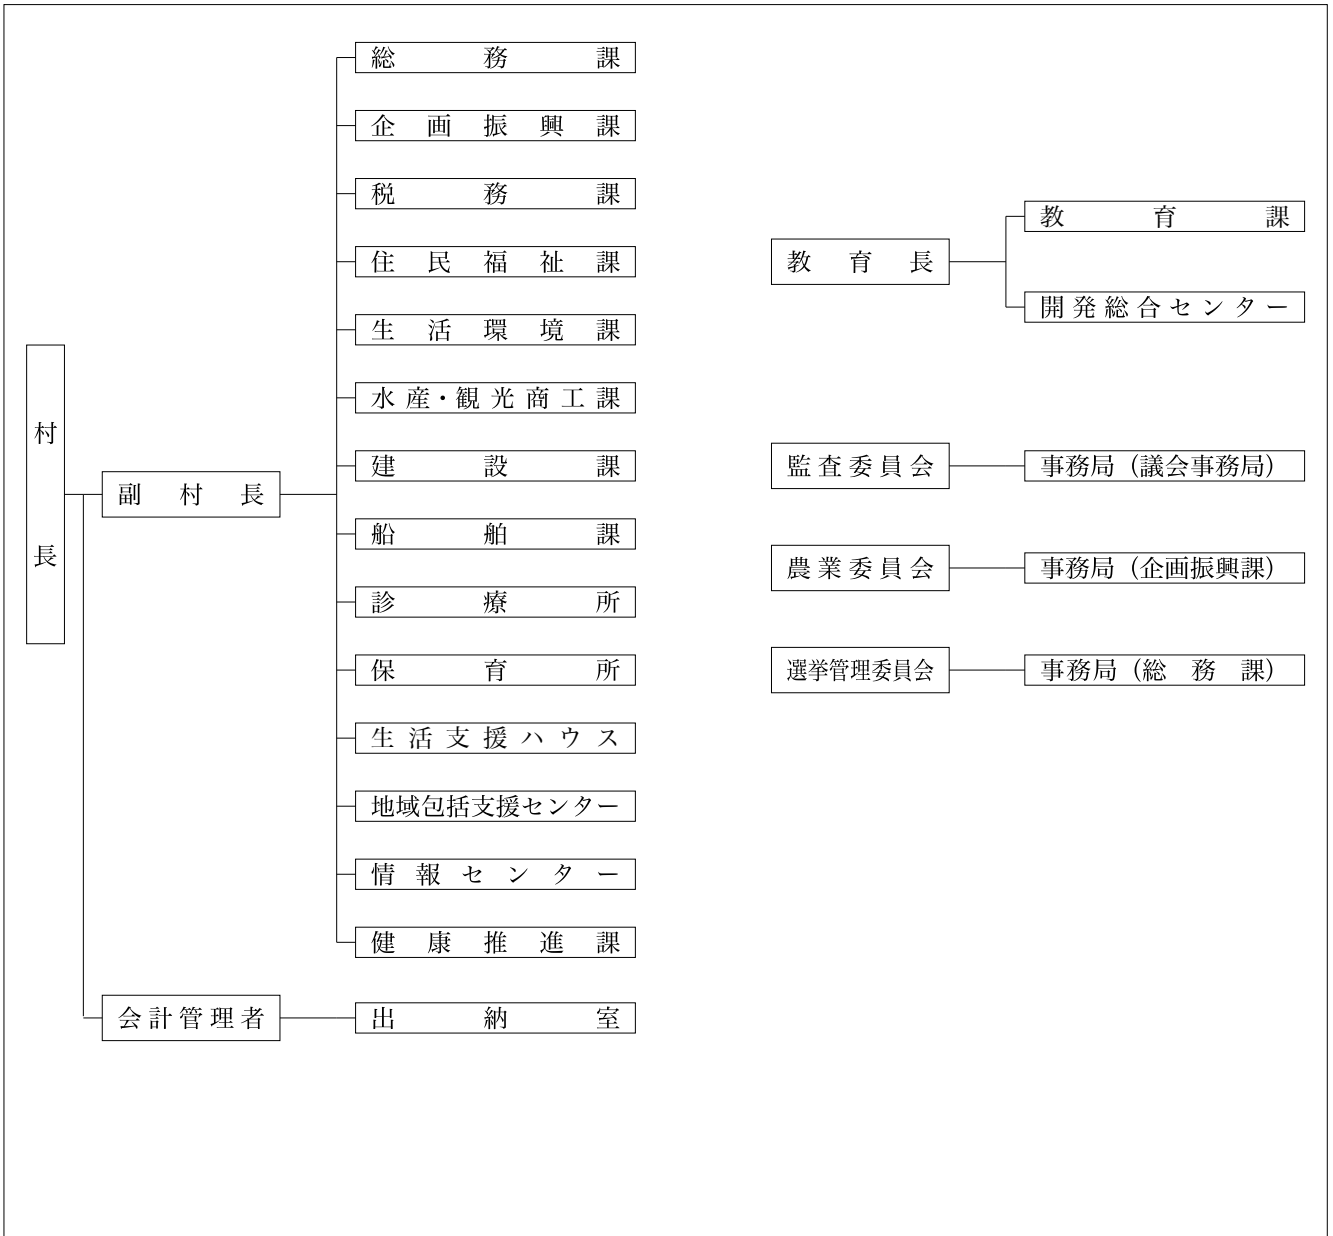 村長
副村長
総務課
企画振興課
税務課
住民福祉課
生活環境課
水産・観光商工課
建設課
船舶課
診療所
保育所
生活支援ハウス
地域包括支援センター
情報センター
健康推進課
会計管理者
出納室
教育長
教育課
開発総合センター
監査委員会
事務局（議会事務局）
農業委員会
事務局（企画振興課）
選挙管理委員会
事務局（総務課）